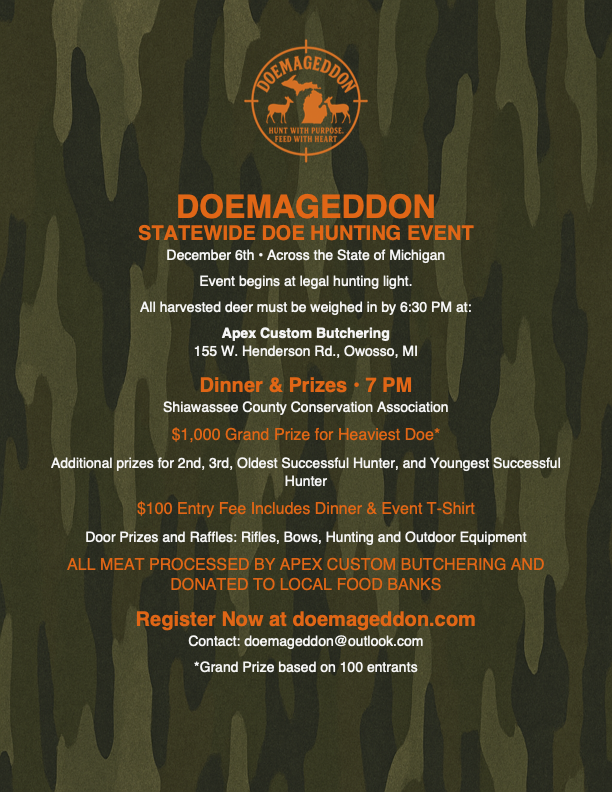 DOEMAGEDDON
HUNT WITH PURPOSE.
FEED WITH HEART
DOEMAGEDDON
STATEWIDE DOE HUNTING EVENT
December 6th • Across the State of Michigan
Event begins at legal hunting light.
All harvested deer must be weighed in by 6:30 PM at:
Apex Custom Butchering
155 W. Henderson Rd., Owosso, MI
Dinner & Prizes • 7 PM
Shiawassee County Conservation Association
$1,000 Grand Prize for Heaviest Doe*
Additional prizes for 2nd, 3rd, Oldest Successful Hunter, and Youngest Successful
Hunter
$100 Entry Fee Includes Dinner & Event T-Shirt
Door Prizes and Raffles: Rifles, Bows, Hunting and Outdoor Equipment
ALL MEAT PROCESSED BY APEX CUSTOM BUTCHERING AND
DONATED TO LOCAL FOOD BANKS
Register Now at doemageddon.com
Contact: doemageddon@outlook.com
*Grand Prize based on 100 entrants